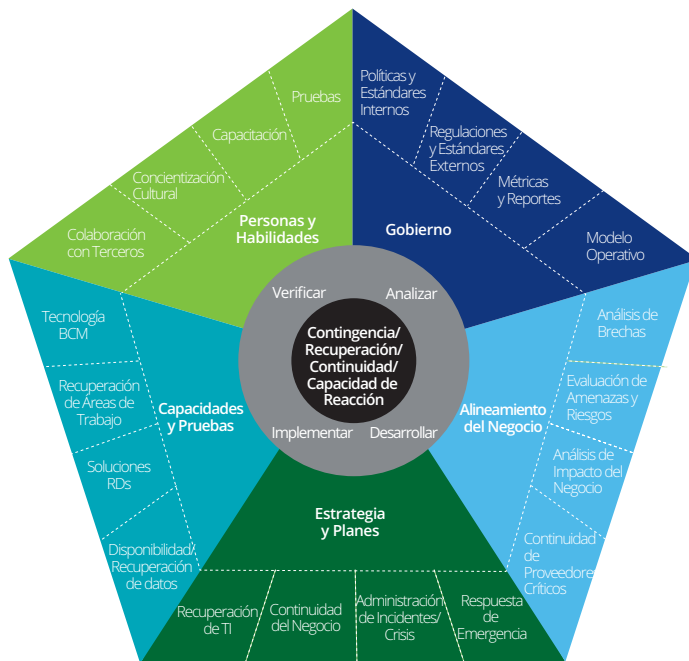 Pruebas
Capacitación
Concientización
Cultural
Colaboración
con Terceros
Personas y
Habilidades
Políticas y
Estándares
Internos
Regulaciones
y Estándares
Externos
Métricas
y Reportes
Modelo
Operativo
Gobierno
Verificar
Analizar
Contingencia/
Recuperación/
Continuidad/
Capacidad de
Reacción
Implementar
Desarrollar
Tecnología
BCM
Recuperación
de Áreas de
Trabajo
Soluciones
RDs
Disponibilidad/
Recuperación
de datos
Capacidades
y Pruebas
Alineamiento
del Negocio
Análisis de
Brechas
Evaluación de
Amenazas y
Riesgos
Análisis de
Impacto del
Negocio
Continuidad
de
Proveedores
Críticos
Estrategia
y Planes
Recuperación
de TI
Continuidad
del Negocio
Administración
de Incidentes/
Crisis
Respuesta
de
Emergencia